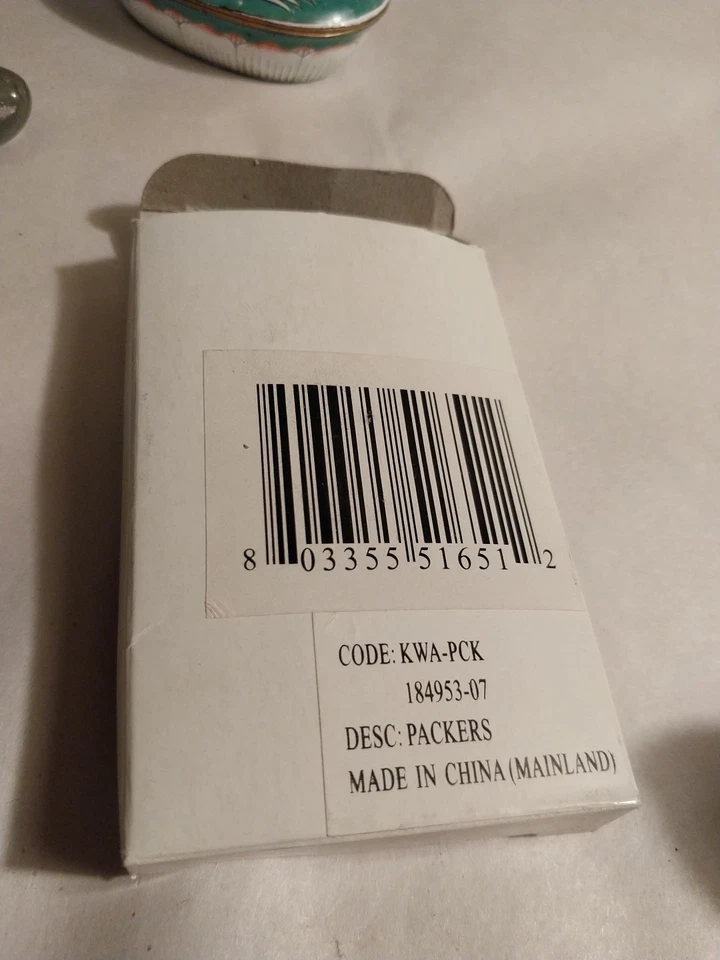 8 03355 51651 2
CODE: KWA-PCK
184953-07
DESC: PACKERS
MADE IN CHINA (MAINLAND)